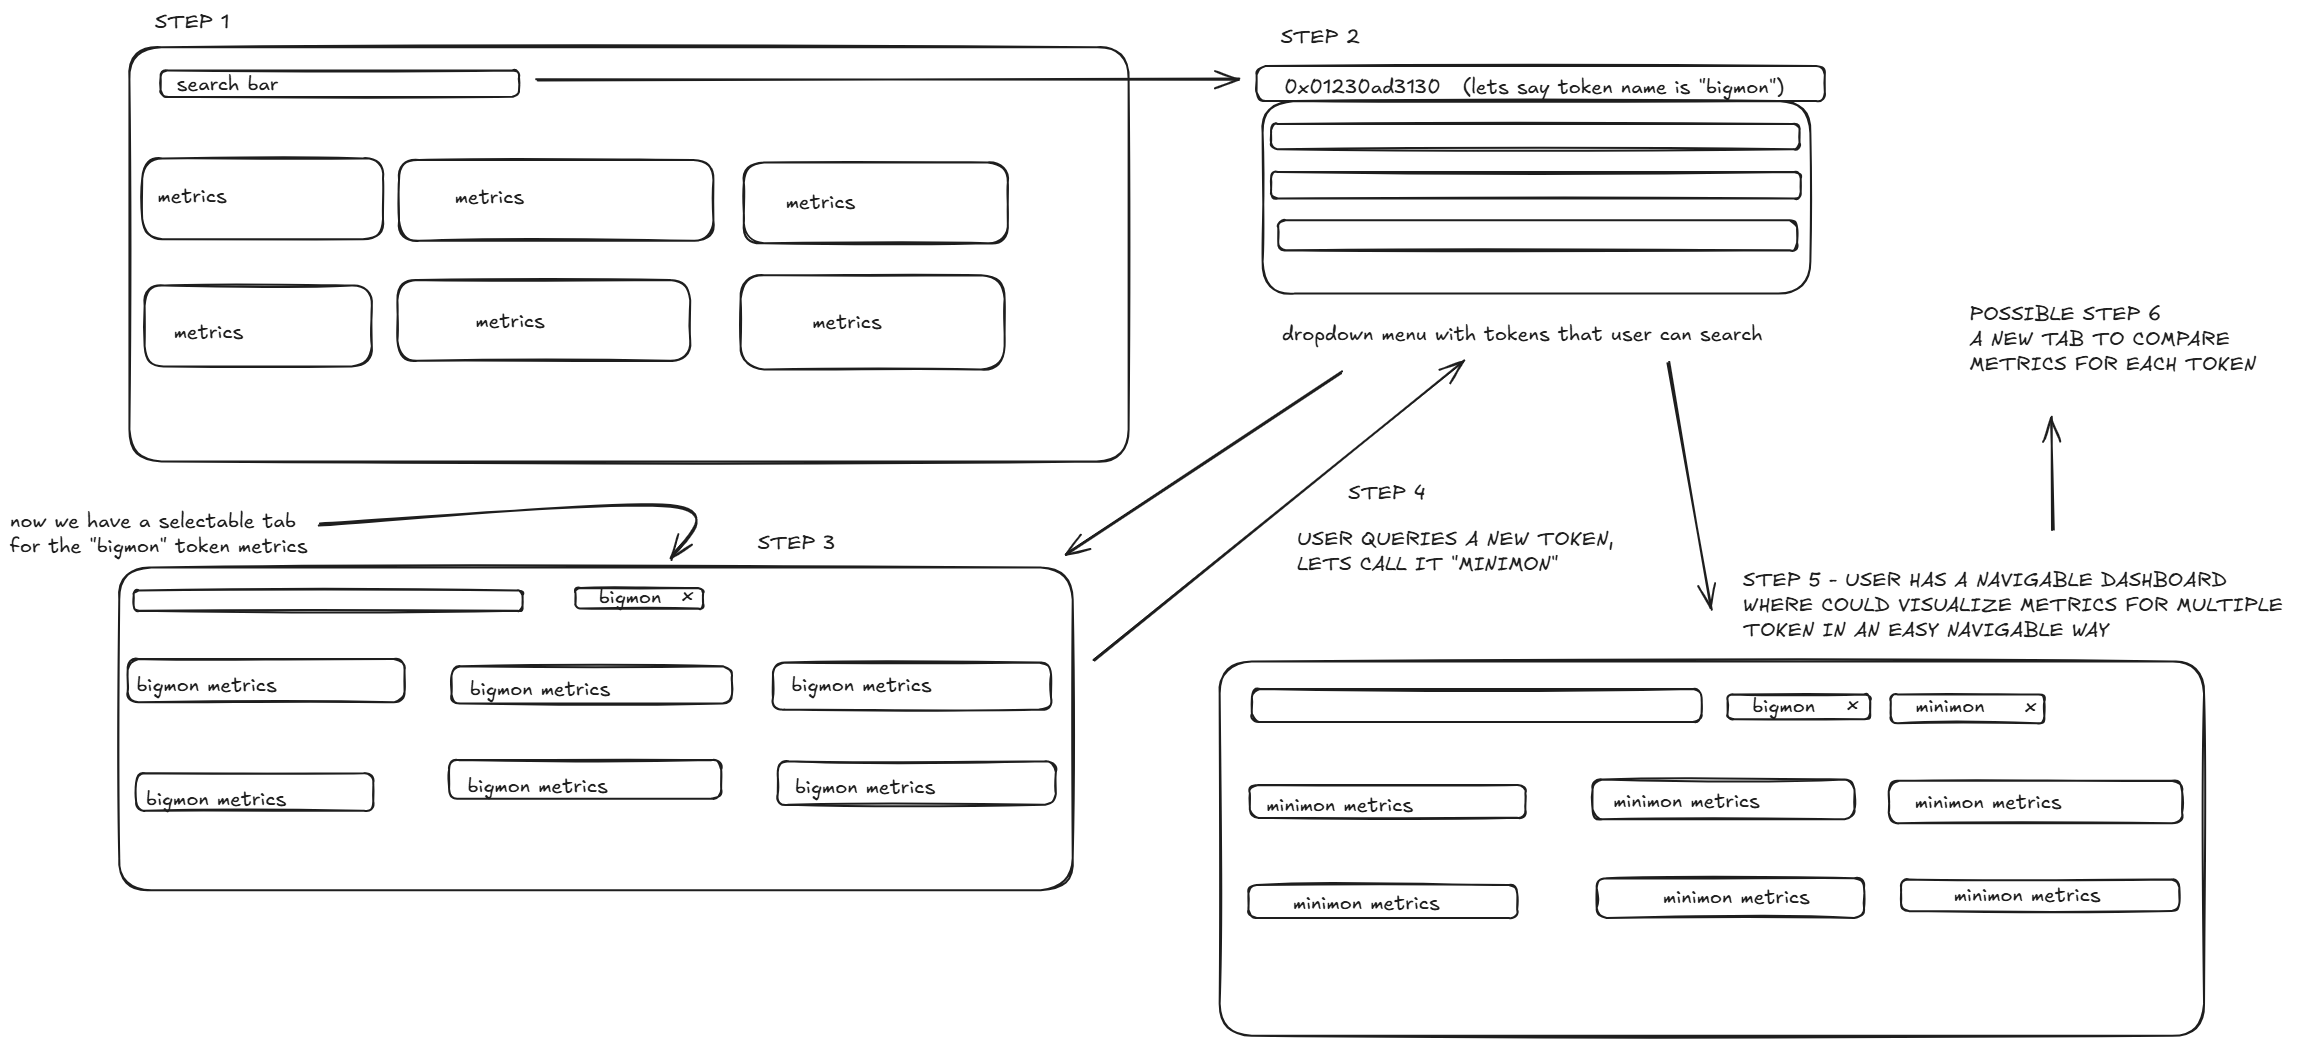 STEP 1
search bar
metrics
metrics
metrics
metrics
metrics
metrics
STEP 2
0x01230ad3130 (lets say token name is "bigmon")
dropdown menu with tokens that user can search
now we have a selectable tab
for the "bigmon" token metrics
STEP 3
bigmon ×
bigmon metrics
bigmon metrics
bigmon metrics
bigmon metrics
bigmon metrics
bigmon metrics
STEP 4
USER QUERIES A NEW TOKEN,
LETS CALL IT "MINIMON"
STEP 5 - USER HAS A NAVIGABLE DASHBOARD
WHERE COULD VISUALIZE METRICS FOR MULTIPLE
TOKEN IN AN EASY NAVIGABLE WAY
bigmon ×
minimon ×
minimon metrics
minimon metrics
minimon metrics
minimon metrics
minimon metrics
minimon metrics
POSSIBLE STEP 6
A NEW TAB TO COMPARE
METRICS FOR EACH TOKEN